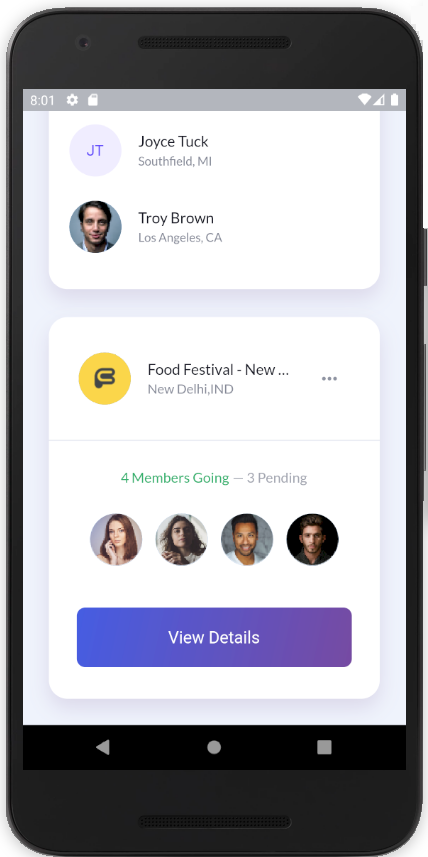 8:01
JT
Joyce Tuck
Southfield, MI
Troy Brown
Los Angeles, CA
Food Festival - New ...
New Delhi,IND
4 Members Going — 3 Pending
View Details